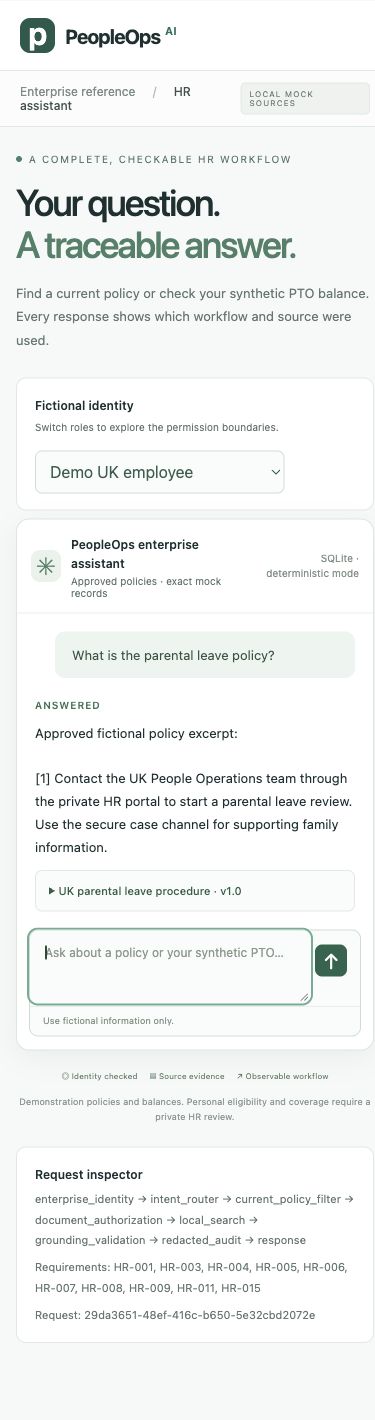 p PeopleOps AI
Enterprise reference / HR assistant
LOCAL MOCK SOURCES
A COMPLETE, CHECKABLE HR WORKFLOW
Your question.
A traceable answer.
Find a current policy or check your synthetic PTO balance.
Every response shows which workflow and source were
used.
Fictional identity
Switch roles to explore the permission boundaries.
Demo UK employee
PeopleOps enterprise
assistant
Approved policies · exact mock
records
SQLite ·
deterministic mode
What is the parental leave policy?
ANSWERED
Approved fictional policy excerpt:
[1] Contact the UK People Operations team through
the private HR portal to start a parental leave review.
Use the secure case channel for supporting family
information.
UK parental leave procedure · v1.0
Ask about a policy or your synthetic PTO...
Use fictional information only.
◎ Identity checked ▤ Source evidence ↗ Observable workflow
Demonstration policies and balances. Personal eligibility and coverage require a
private HR review.
Request inspector
enterprise_identity → intent_router → current_policy_filter →
document_authorization → local_search →
grounding_validation → redacted_audit → response
Requirements: HR-001, HR-003, HR-004, HR-005, HR-006,
HR-007, HR-008, HR-009, HR-011, HR-015
Request: 29da3651-48ef-416c-b650-5e32cbd2072e